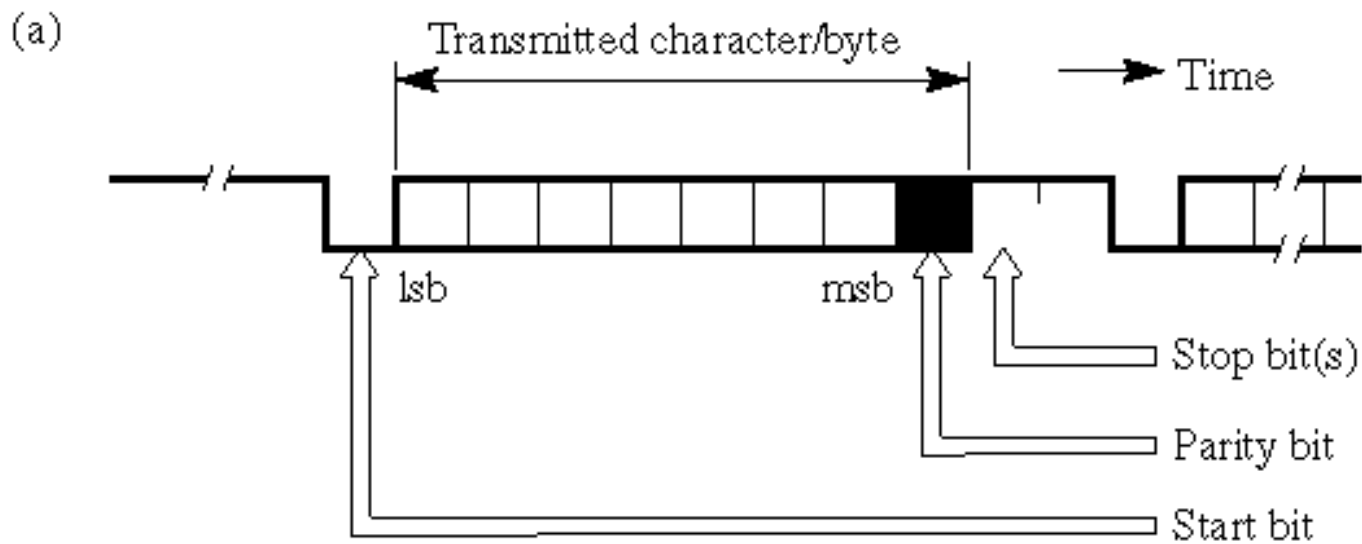 (a)
Transmitted character/byte
Time
lsb
msb
Stop bit(s)
Parity bit
Start bit